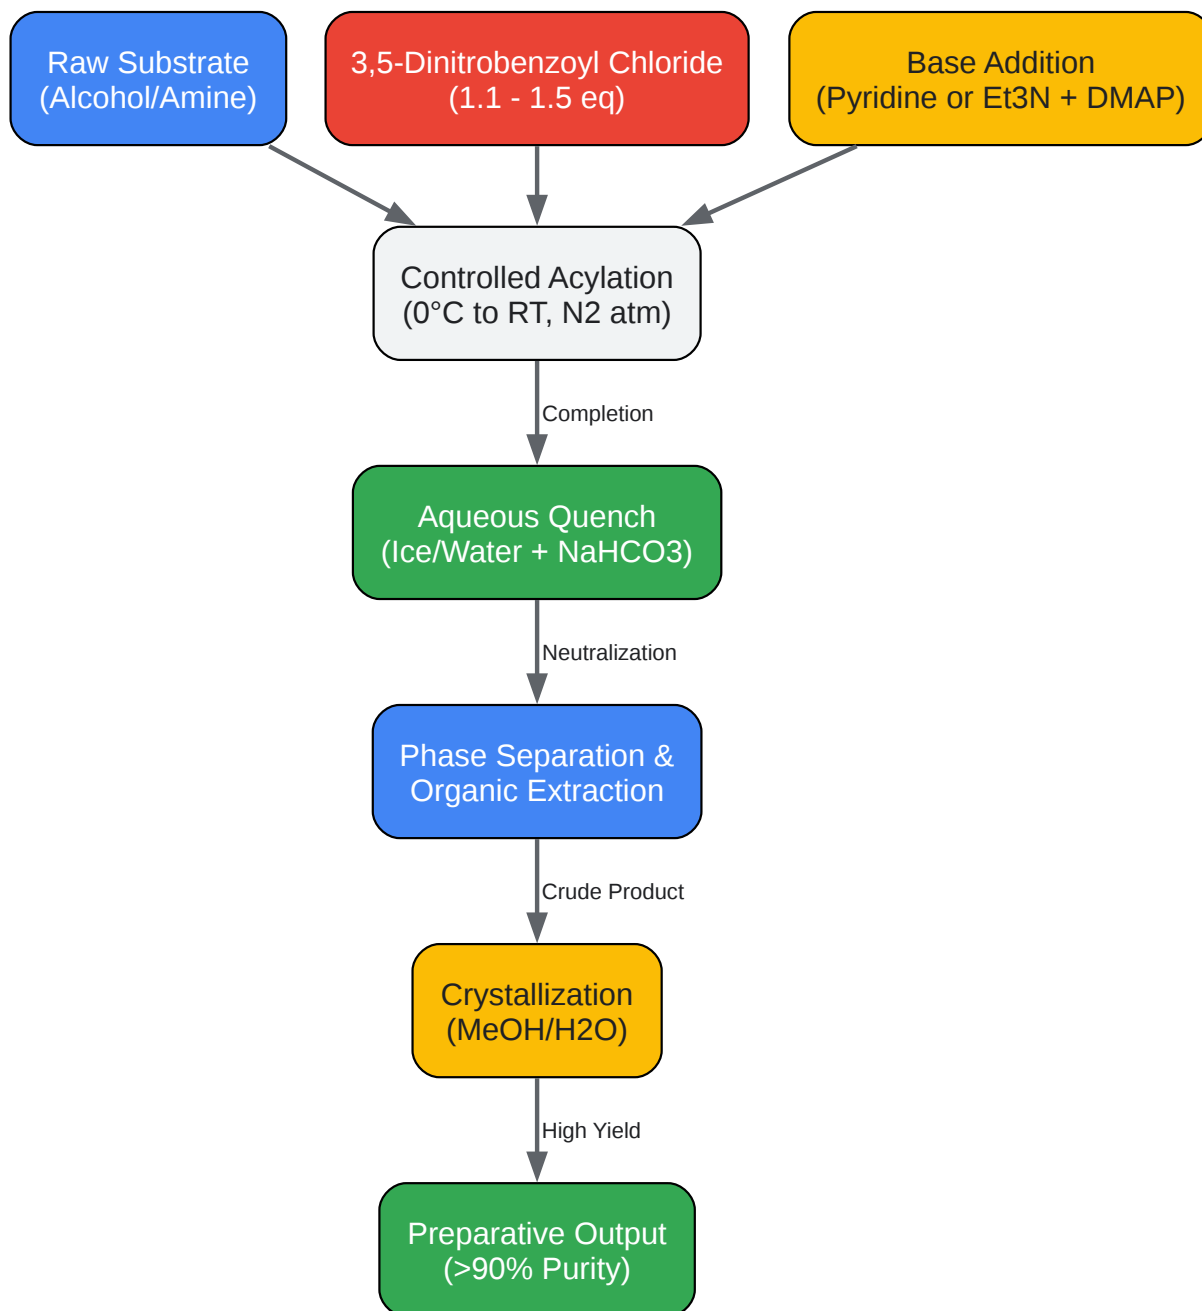 Raw Substrate
(Alcohol/Amine)
3,5-Dinitrobenzoyl Chloride
(1.1 - 1.5 eq)
Base Addition
(Pyridine or Et3N + DMAP)
Controlled Acylation
(0°C to RT, N2 atm)
Completion
Aqueous Quench
(Ice/Water + NaHCO3)
Neutralization
Phase Separation &
Organic Extraction
Crude Product
Crystallization
(MeOH/H2O)
High Yield
Preparative Output
(>90% Purity)